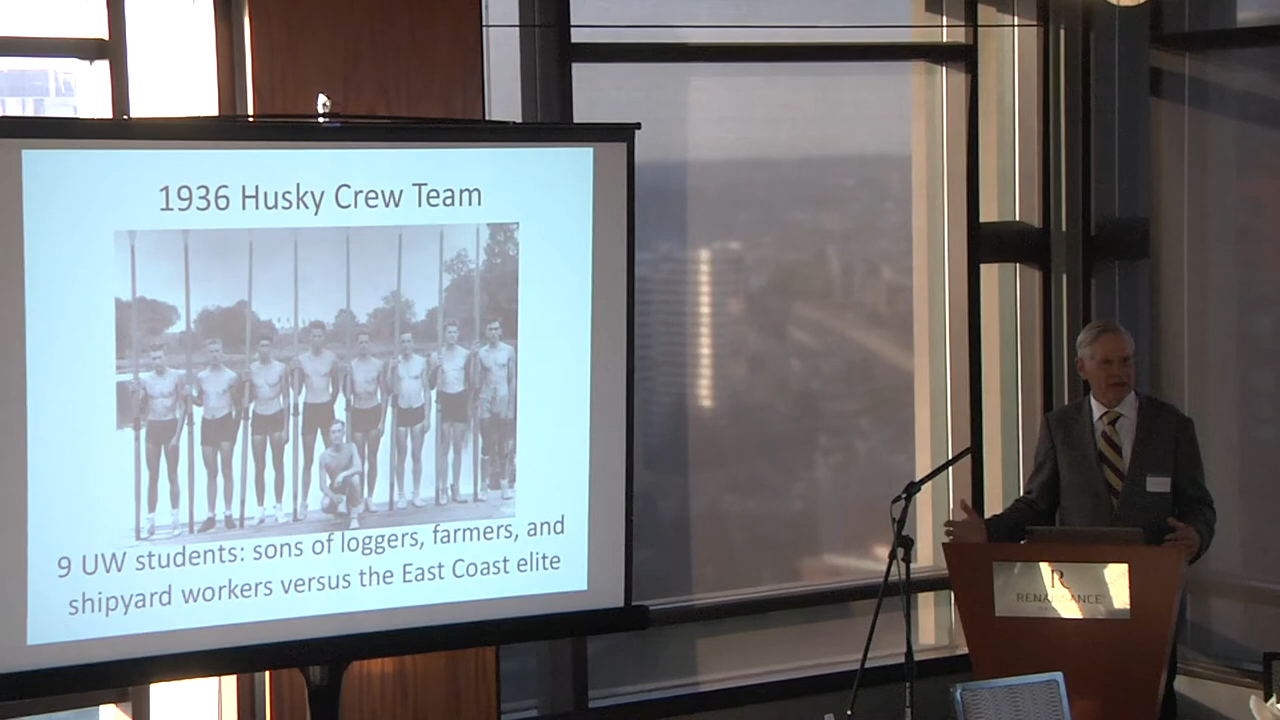 1936 Husky Crew Team
9 UW students: sons of loggers, farmers, and
shipyard workers versus the East Coast elite
R
RENAISSANCE